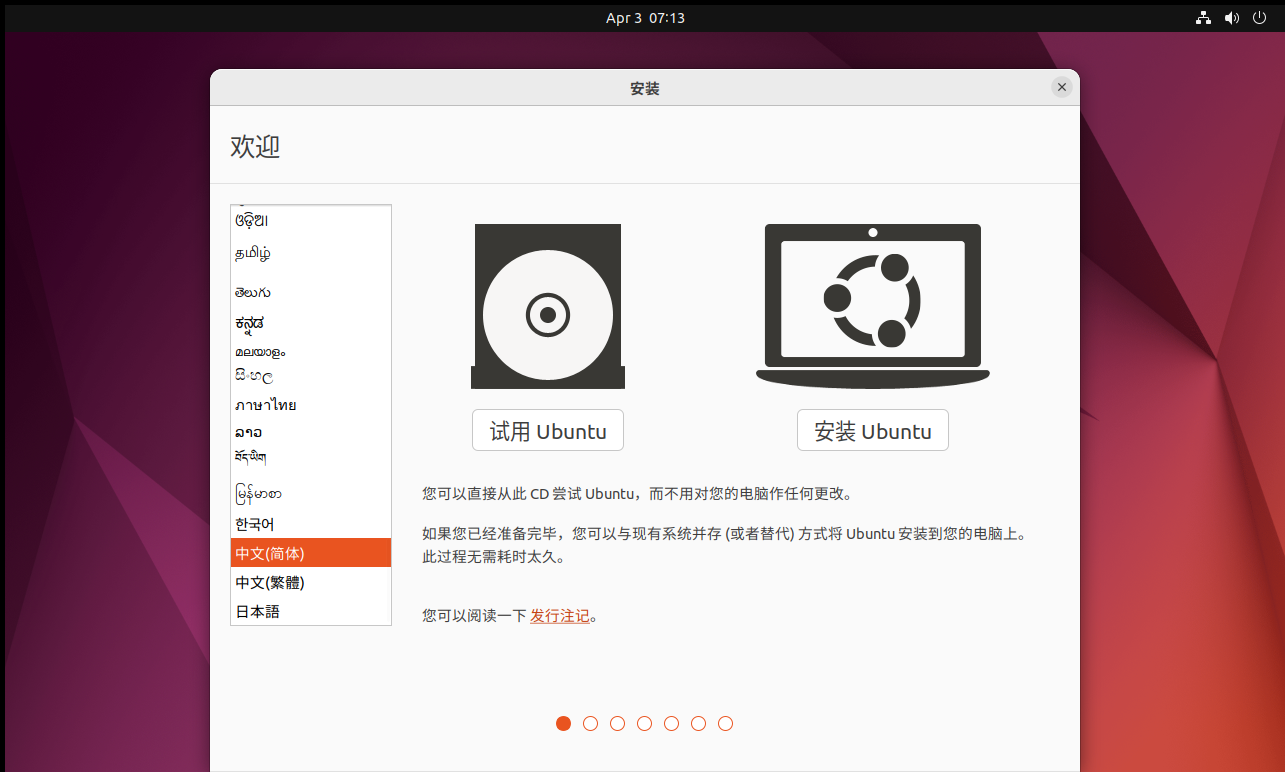 Apr 3 07:13
安装
欢迎
ଓଡ଼ିଆ
தமிழ்
తెలుగు
ಕನ್ನಡ
മലയാളം
සිංහල
ภาษาไทย
ລາວ
བོད་ཡིག
မြန်မာစာ
한국어
中文(简体)
中文(繁體)
日本語
试用 Ubuntu
安装 Ubuntu
您可以直接从此 CD 尝试 Ubuntu，而不用对您的电脑作任何更改。
如果您已经准备完毕，您可以与现有系统并存 (或者替代) 方式将 Ubuntu 安装到您的电脑上。
此过程无需耗时太久。
您可以阅读一下 发行注记。